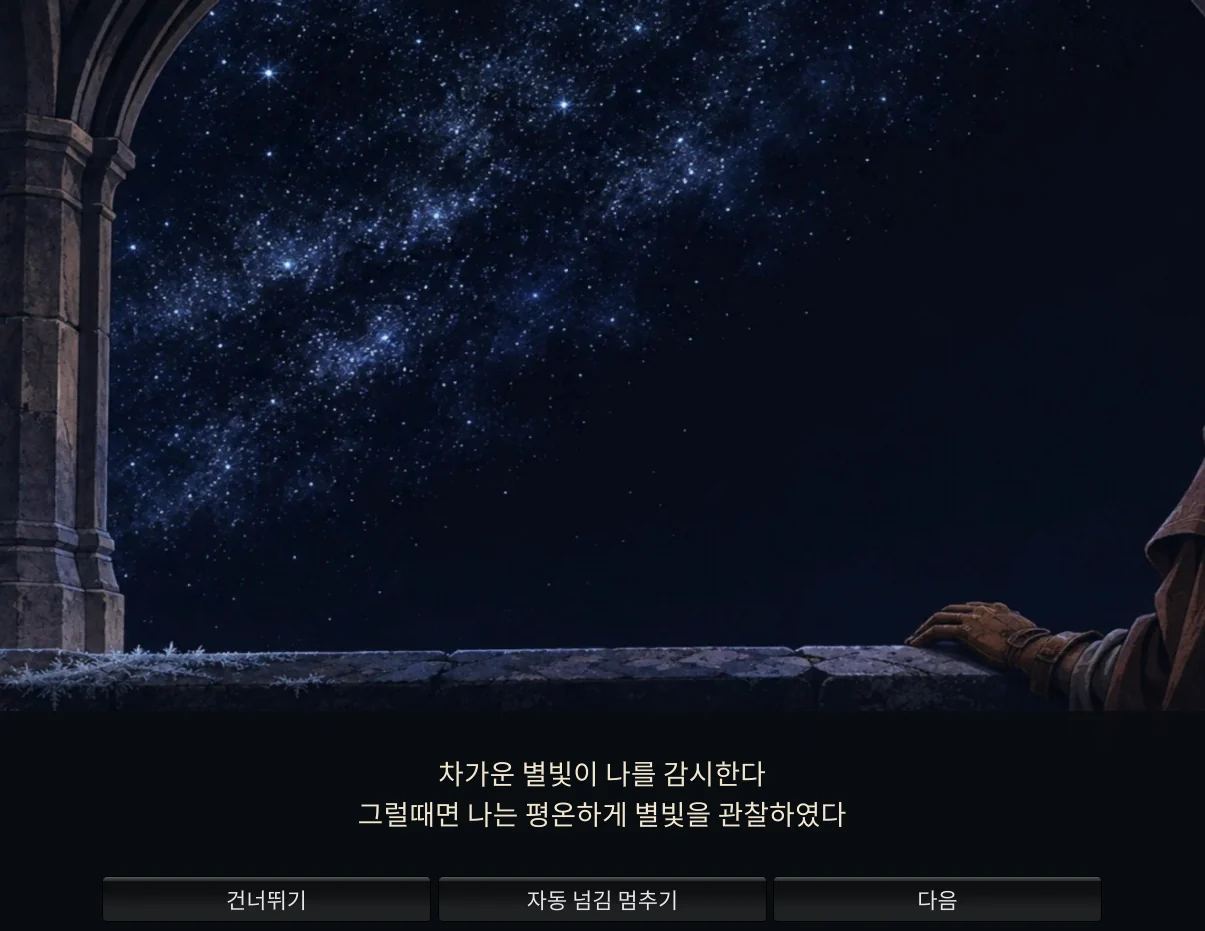 차가운 별빛이 나를 감시한다
그럴때면 나는 평온하게 별빛을 관찰하였다
건너뛰기
자동 넘김 멈추기
다음